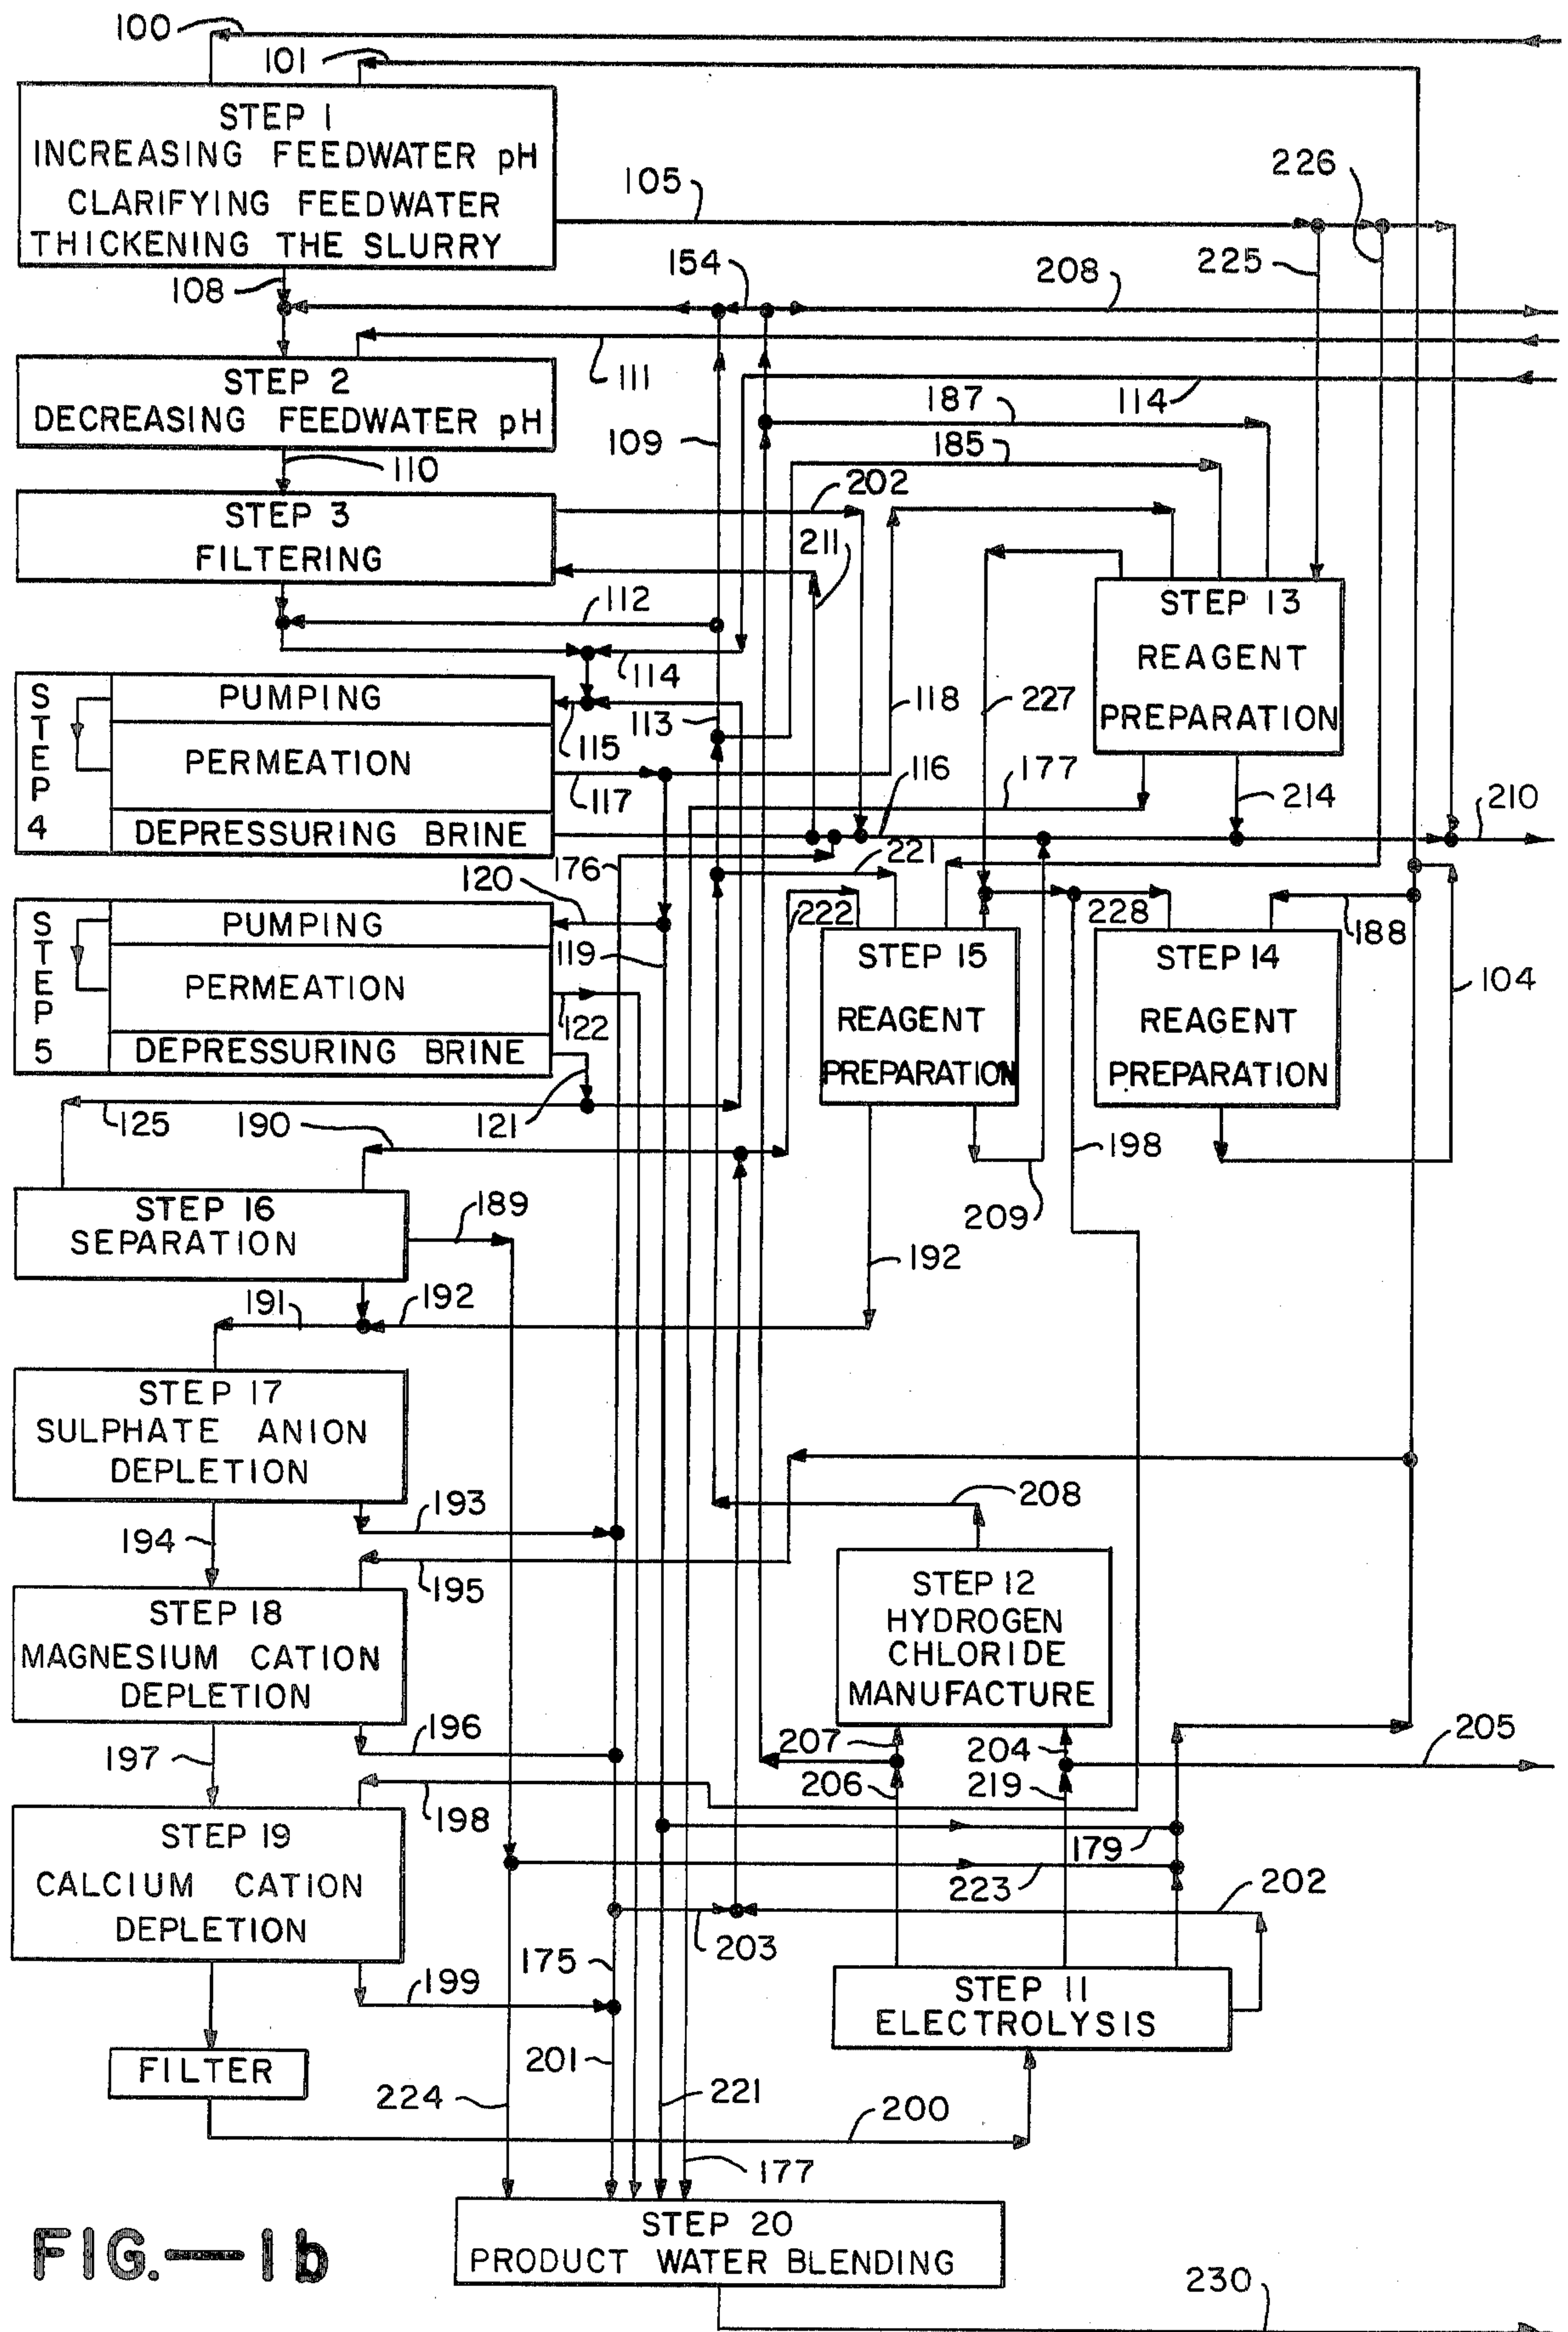 100
101
STEP 1
INCREASING FEEDWATER pH
CLARIFYING FEEDWATER
THICKENING THE SLURRY
105
226
225
108
154
208
111
114
STEP 2
DECREASING FEEDWATER pH
187
109
185
110
202
STEP 3
FILTERING
211
112
STEP 13
REAGENT
PREPARATION
114
STEP 4
PUMPING
PERMEATION
DEPRESSURING BRINE
115
113
118
227
117
116
177
214
210
176
221
120
222
228
188
STEP 5
PUMPING
PERMEATION
DEPRESSURING BRINE
119
122
121
STEP 15
REAGENT
PREPARATION
STEP 14
REAGENT
PREPARATION
104
125
190
198
209
STEP 16
SEPARATION
189
192
191
192
STEP 17
SULPHATE ANION
DEPLETION
193
208
194
195
STEP 18
MAGNESIUM CATION
DEPLETION
STEP 12
HYDROGEN
CHLORIDE
MANUFACTURE
196
197
207
204
205
206
219
198
STEP 19
CALCIUM CATION
DEPLETION
179
223
202
203
175
199
STEP 11
ELECTROLYSIS
FILTER
201
224
221
200
177
STEP 20
PRODUCT WATER BLENDING
FIG.—1b
230